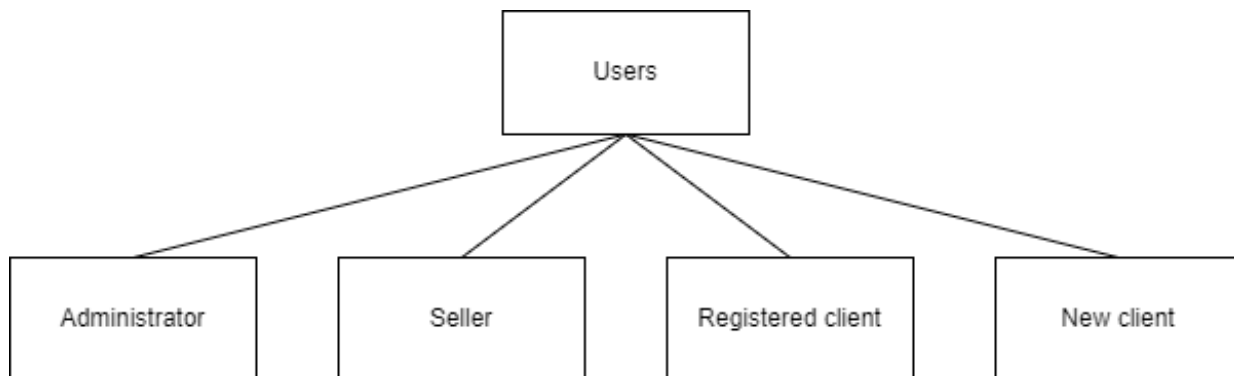 Users
Administrator
Seller
Registered client
New client